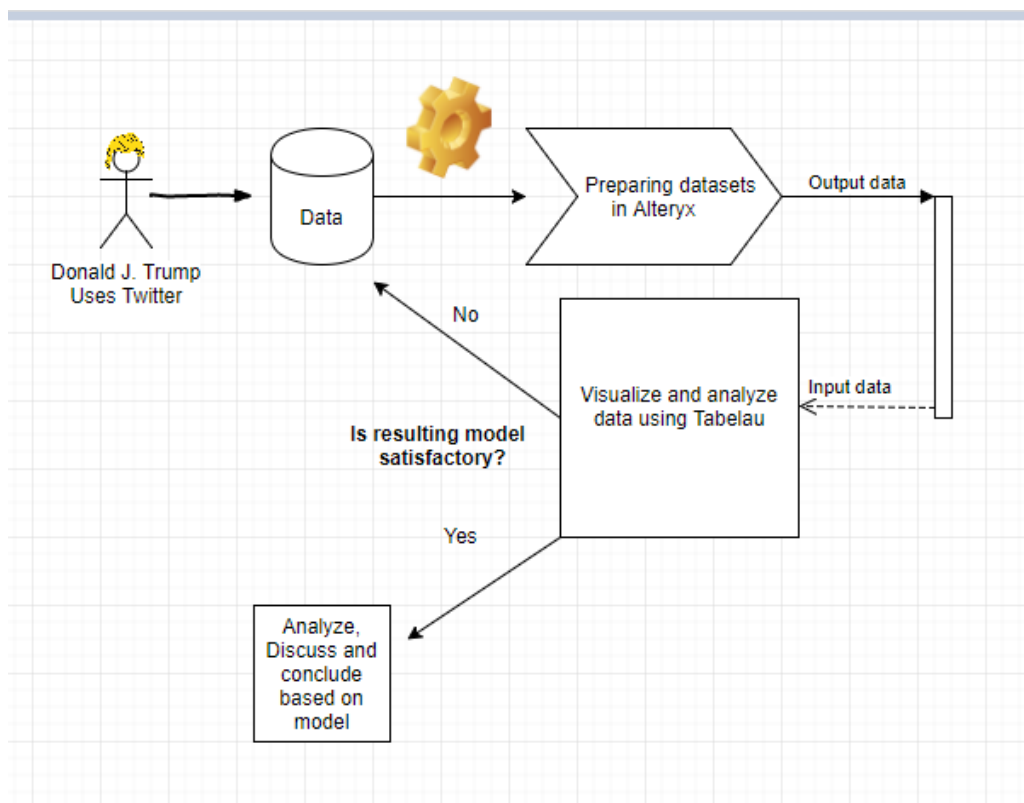 Donald J. Trump
Uses Twitter
Data
Preparing datasets
in Alteryx
Output data
Input data
Visualize and analyze
data using Tabelau
No
Is resulting model
satisfactory?
Yes
Analyze,
Discuss and
conclude
based on
model